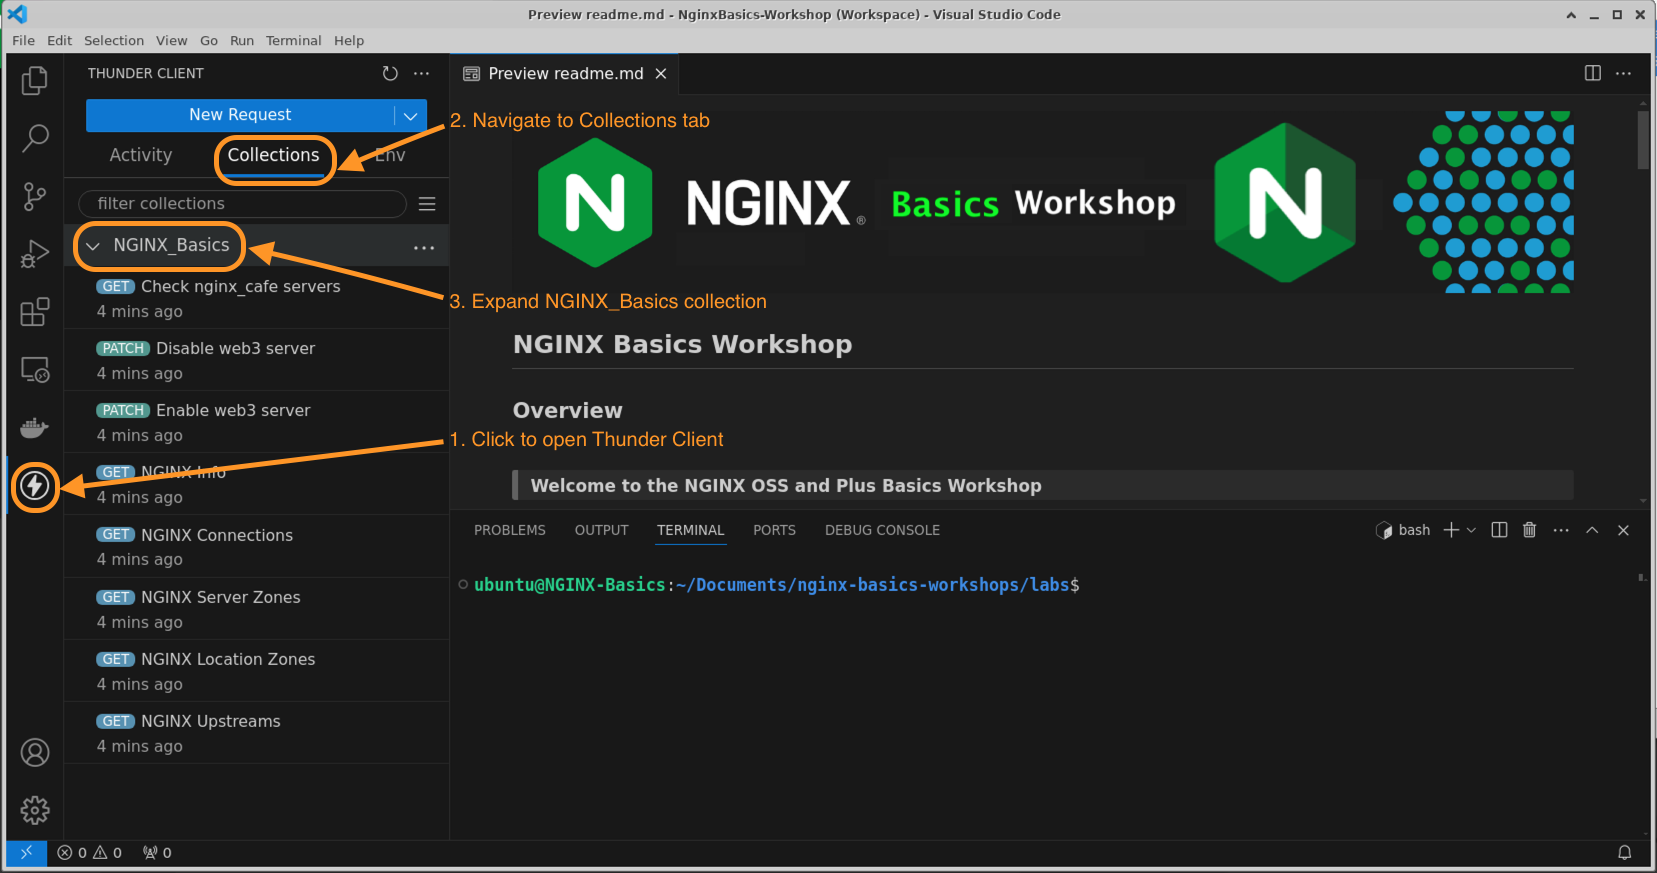 Preview readme.md - NginxBasics-Workshop (Workspace) - Visual Studio Code
File Edit Selection View Go Run Terminal Help
THUNDER CLIENT
New Request
Activity Collections Env
filter collections
NGINX_Basics
GET Check nginx_cafe servers
4 mins ago
PATCH Disable web3 server
4 mins ago
PATCH Enable web3 server
4 mins ago
GET NGINX Info
4 mins ago
GET NGINX Connections
4 mins ago
GET NGINX Server Zones
4 mins ago
GET NGINX Location Zones
4 mins ago
GET NGINX Upstreams
4 mins ago
Preview readme.md
2. Navigate to Collections tab
N NGINX® Basics Workshop N
3. Expand NGINX_Basics collection
NGINX Basics Workshop
Overview
1. Click to open Thunder Client
Welcome to the NGINX OSS and Plus Basics Workshop
PROBLEMS OUTPUT TERMINAL PORTS DEBUG CONSOLE bash
ubuntu@NGINX-Basics:~/Documents/nginx-basics-workshops/labs$
0 0 0